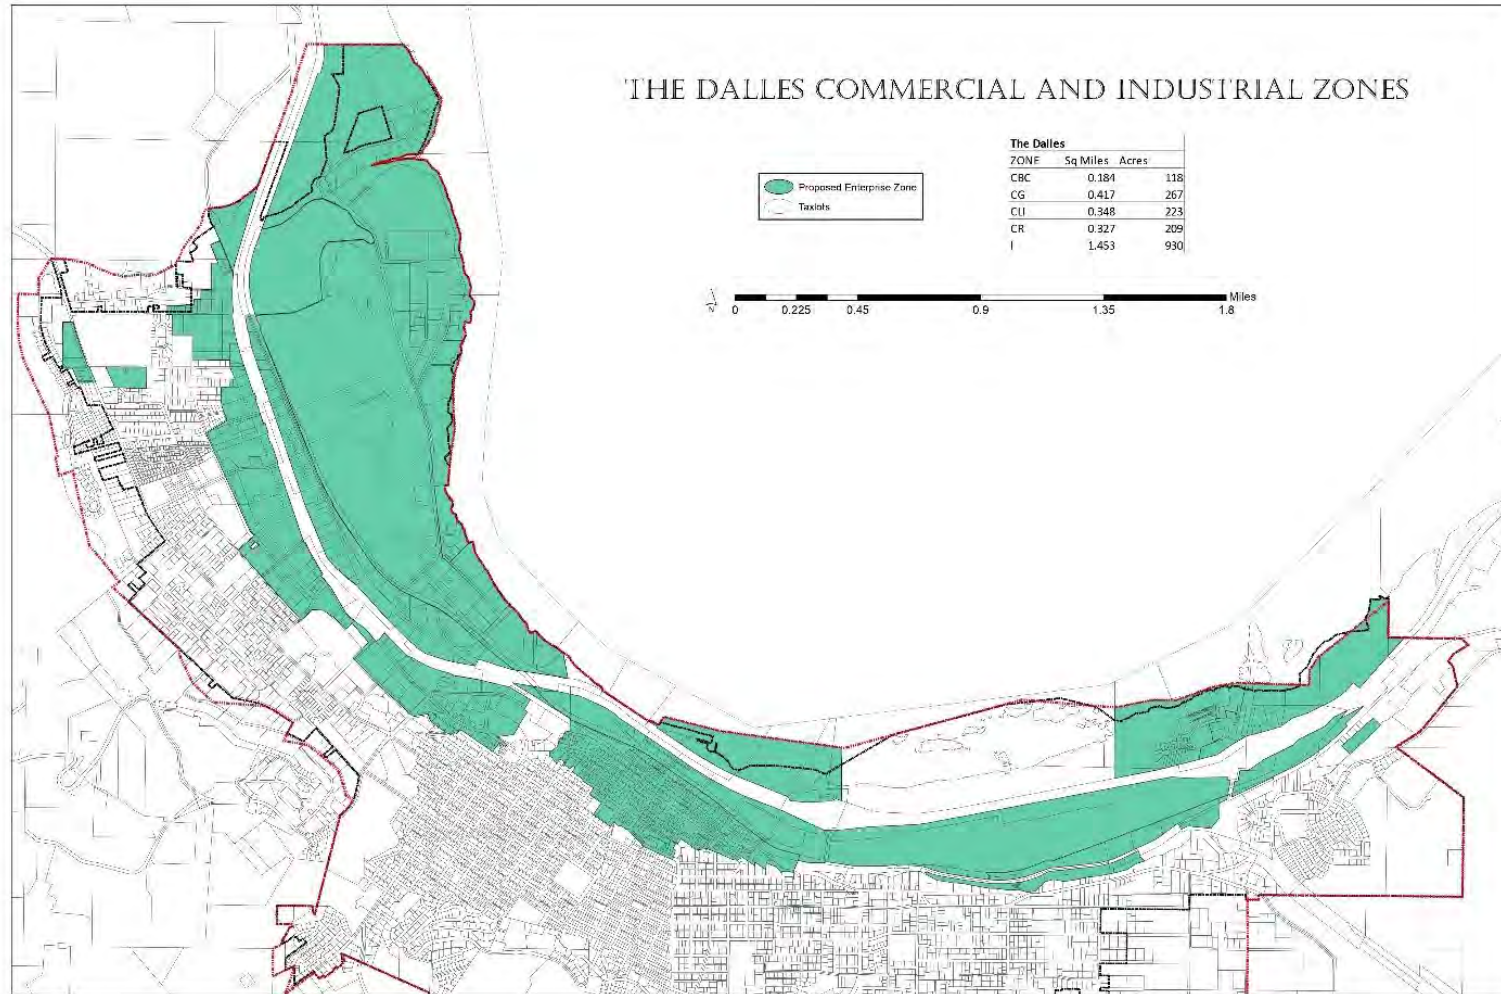 THE DALLES COMMERCIAL AND INDUSTRIAL ZONES
The Dalles
ZONE Sq Miles Acres
CBC 0.184 118
CG 0.417 267
CLI 0.348 223
CR 0.327 209
I 1.453 930
Proposed Enterprise Zone
Taxlots
N
Miles
0 0.225 0.45 0.9 1.35 1.8